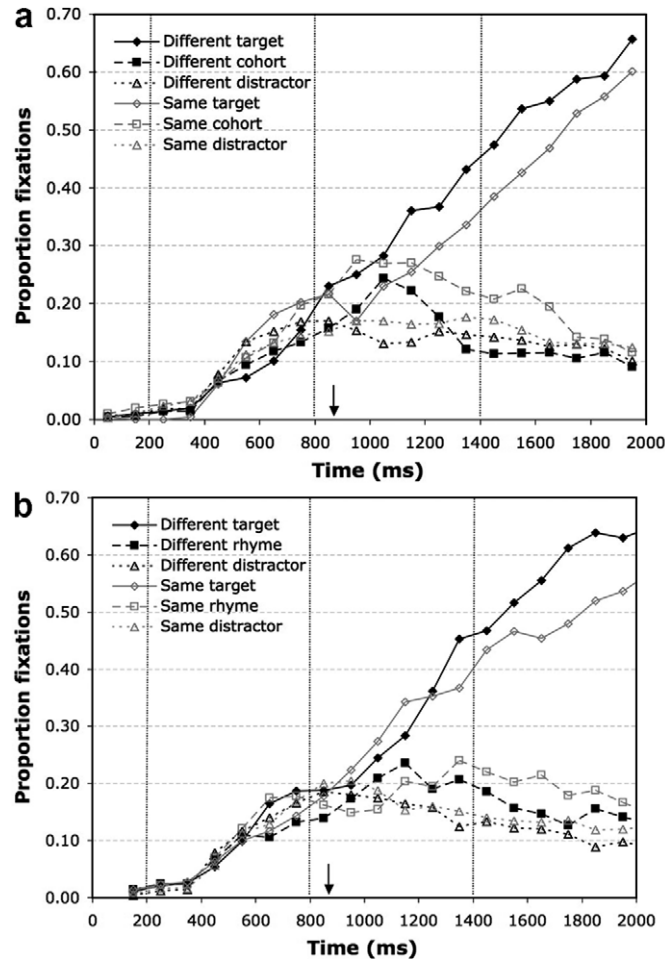 a
0.70
0.60
0.50
0.40
0.30
0.20
0.10
0.00
Proportion fixations
Different target
Different cohort
Different distractor
Same target
Same cohort
Same distractor
0 200 400 600 800 1000 1200 1400 1600 1800 2000
Time (ms)
b
0.70
0.60
0.50
0.40
0.30
0.20
0.10
0.00
Proportion fixations
Different target
Different rhyme
Different distractor
Same target
Same rhyme
Same distractor
0 200 400 600 800 1000 1200 1400 1600 1800 2000
Time (ms)